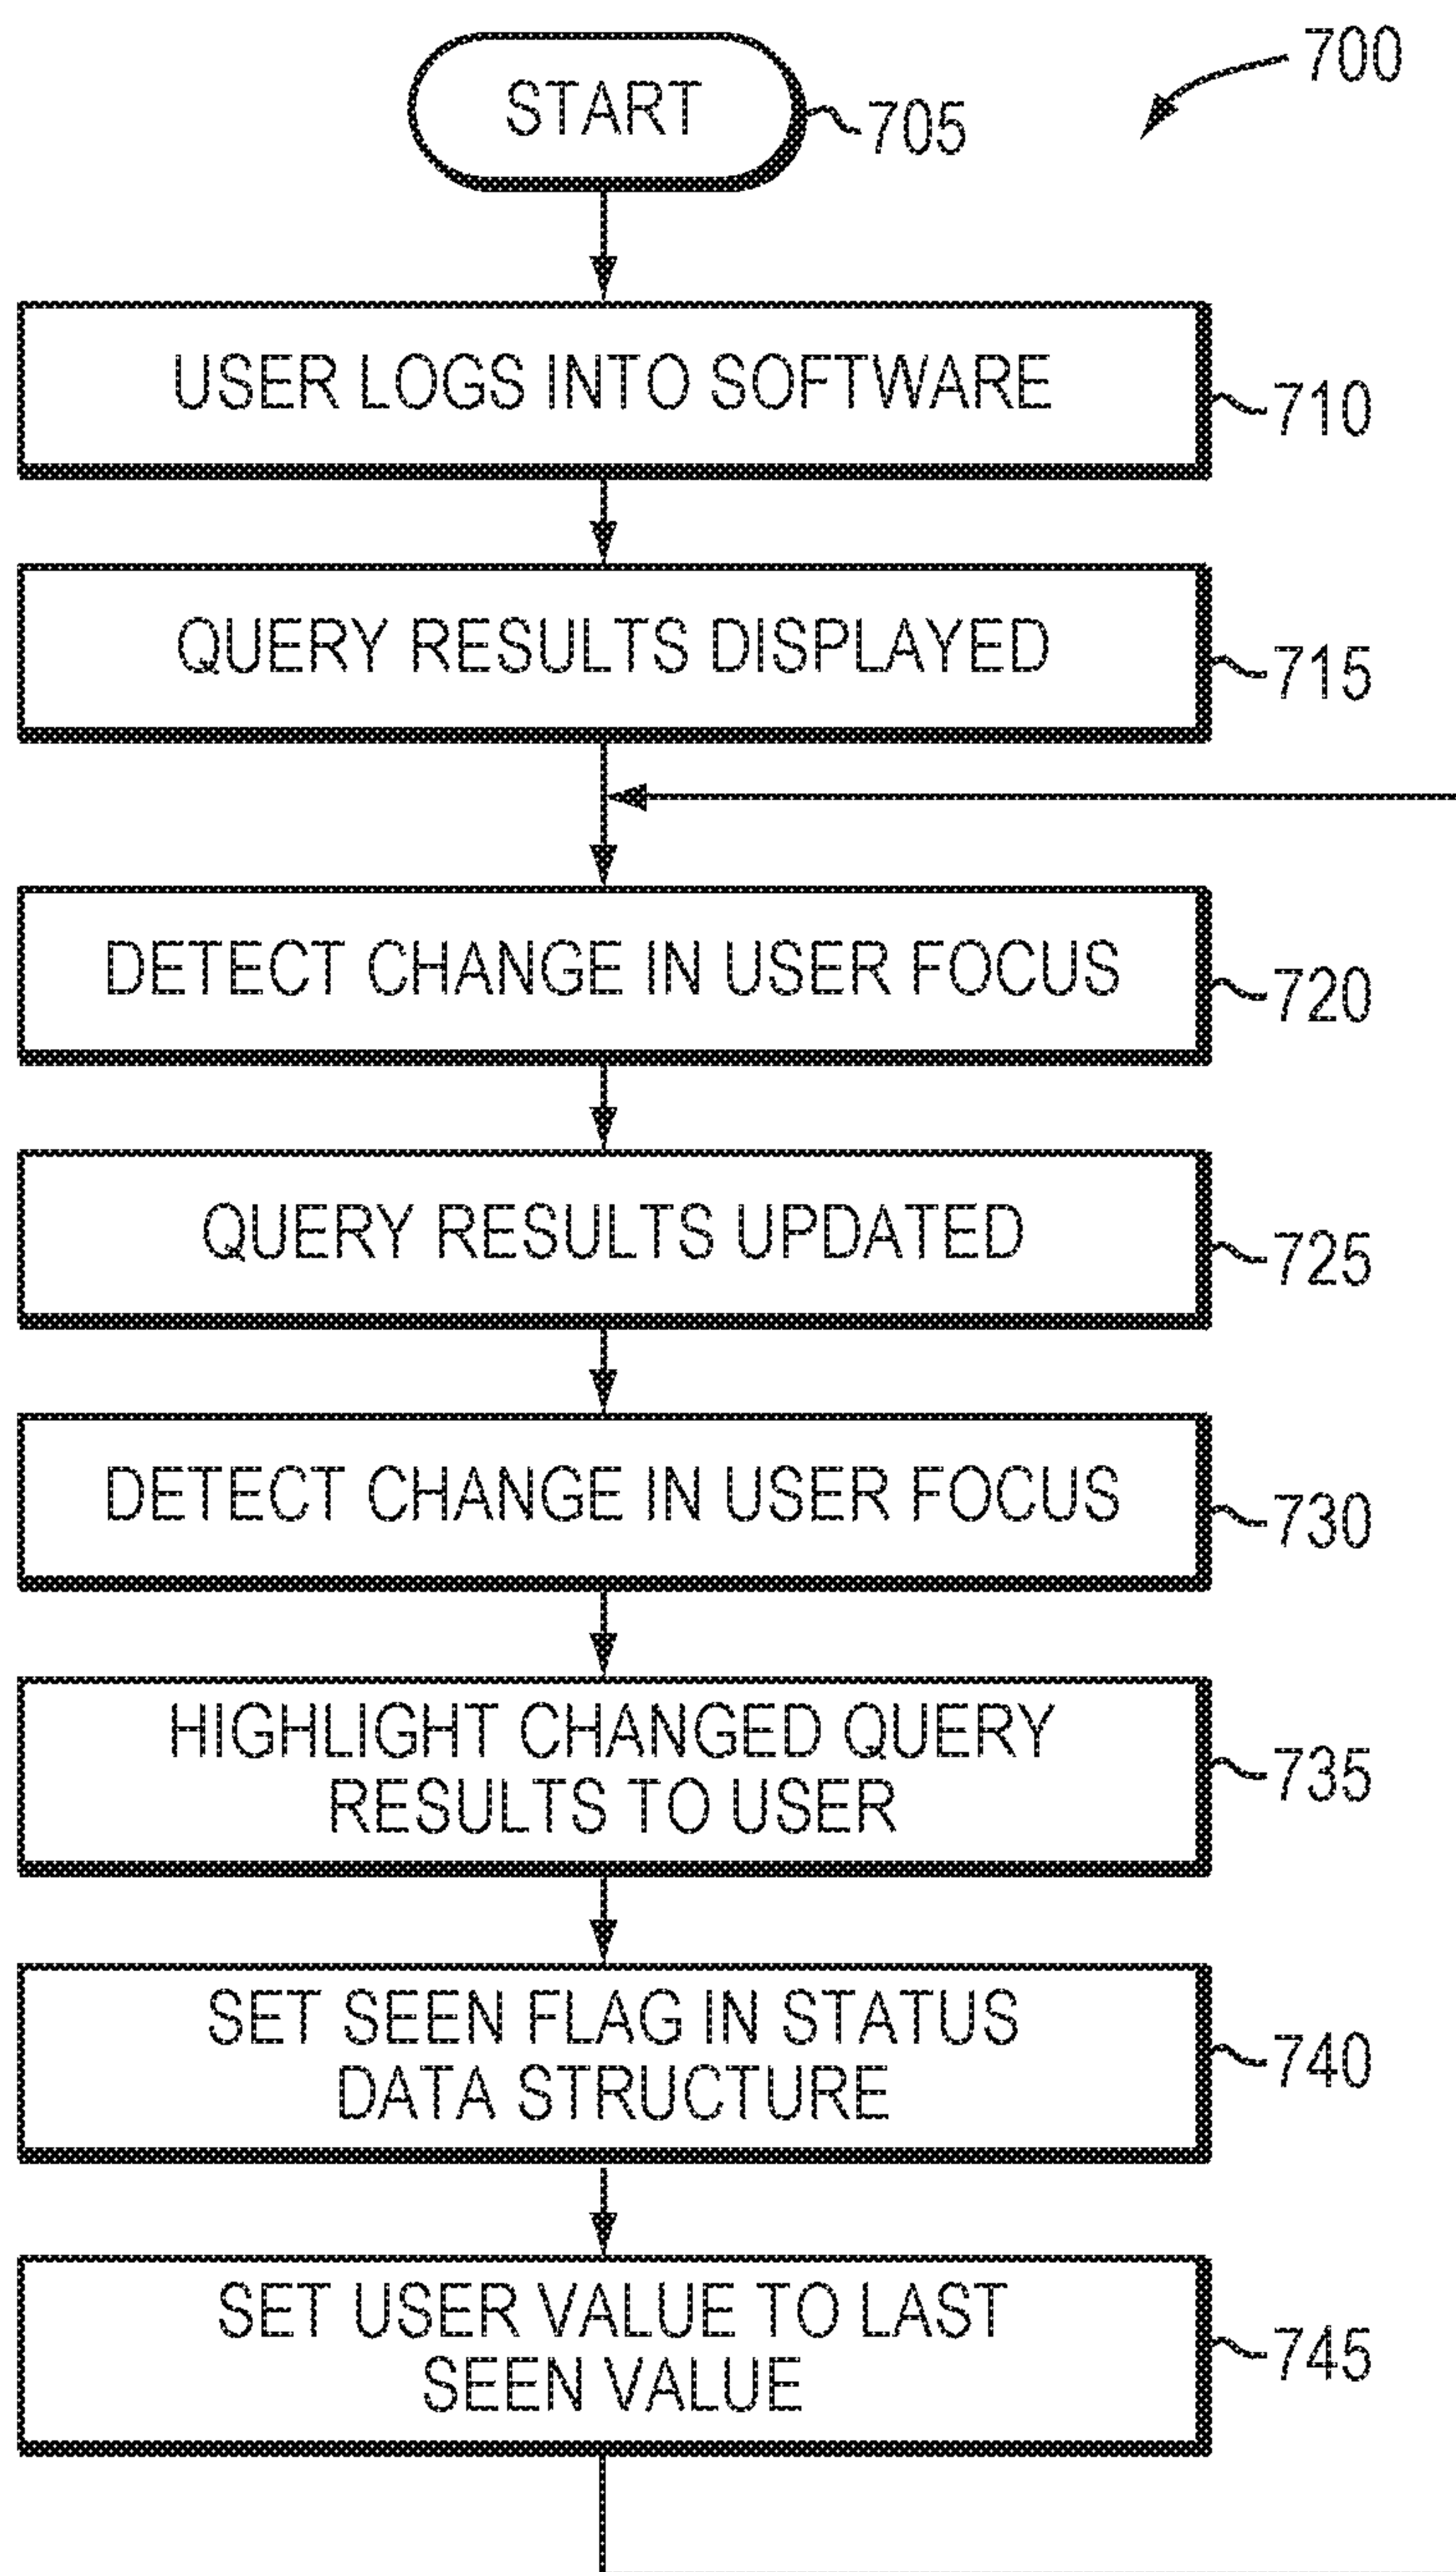 700
START
705
USER LOGS INTO SOFTWARE
710
QUERY RESULTS DISPLAYED
715
DETECT CHANGE IN USER FOCUS
720
QUERY RESULTS UPDATED
725
DETECT CHANGE IN USER FOCUS
730
HIGHLIGHT CHANGED QUERY
RESULTS TO USER
735
SET SEEN FLAG IN STATUS
DATA STRUCTURE
740
SET USER VALUE TO LAST
SEEN VALUE
745